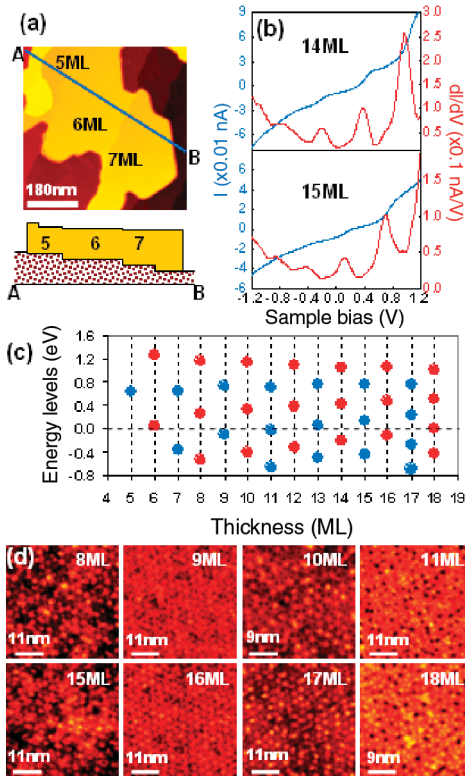 (a)
A
5ML
6ML
7ML
B
180nm
5 6 7
A B
(b)
14ML
15ML
I (x0.01 nA)
dI/dV (x0.1 nA/V)
9
6
3
0
-3
-6
6
4
2
0
-2
-4
-6
3.0
2.5
2.0
1.5
1.0
0.5
1.5
1.0
0.5
0.0
-1.2 -0.8 -0.4 0.0 0.4 0.8 1.2
Sample bias (V)
(c)
Energy levels (eV)
1.6
1.2
0.8
0.4
0.0
-0.4
-0.8
4 5 6 7 8 9 10 11 12 13 14 15 16 17 18 19
Thickness (ML)
(d)
8ML 9ML 10ML 11ML
11nm 11nm 9nm 11nm
15ML 16ML 17ML 18ML
11nm 11nm 11nm 9nm